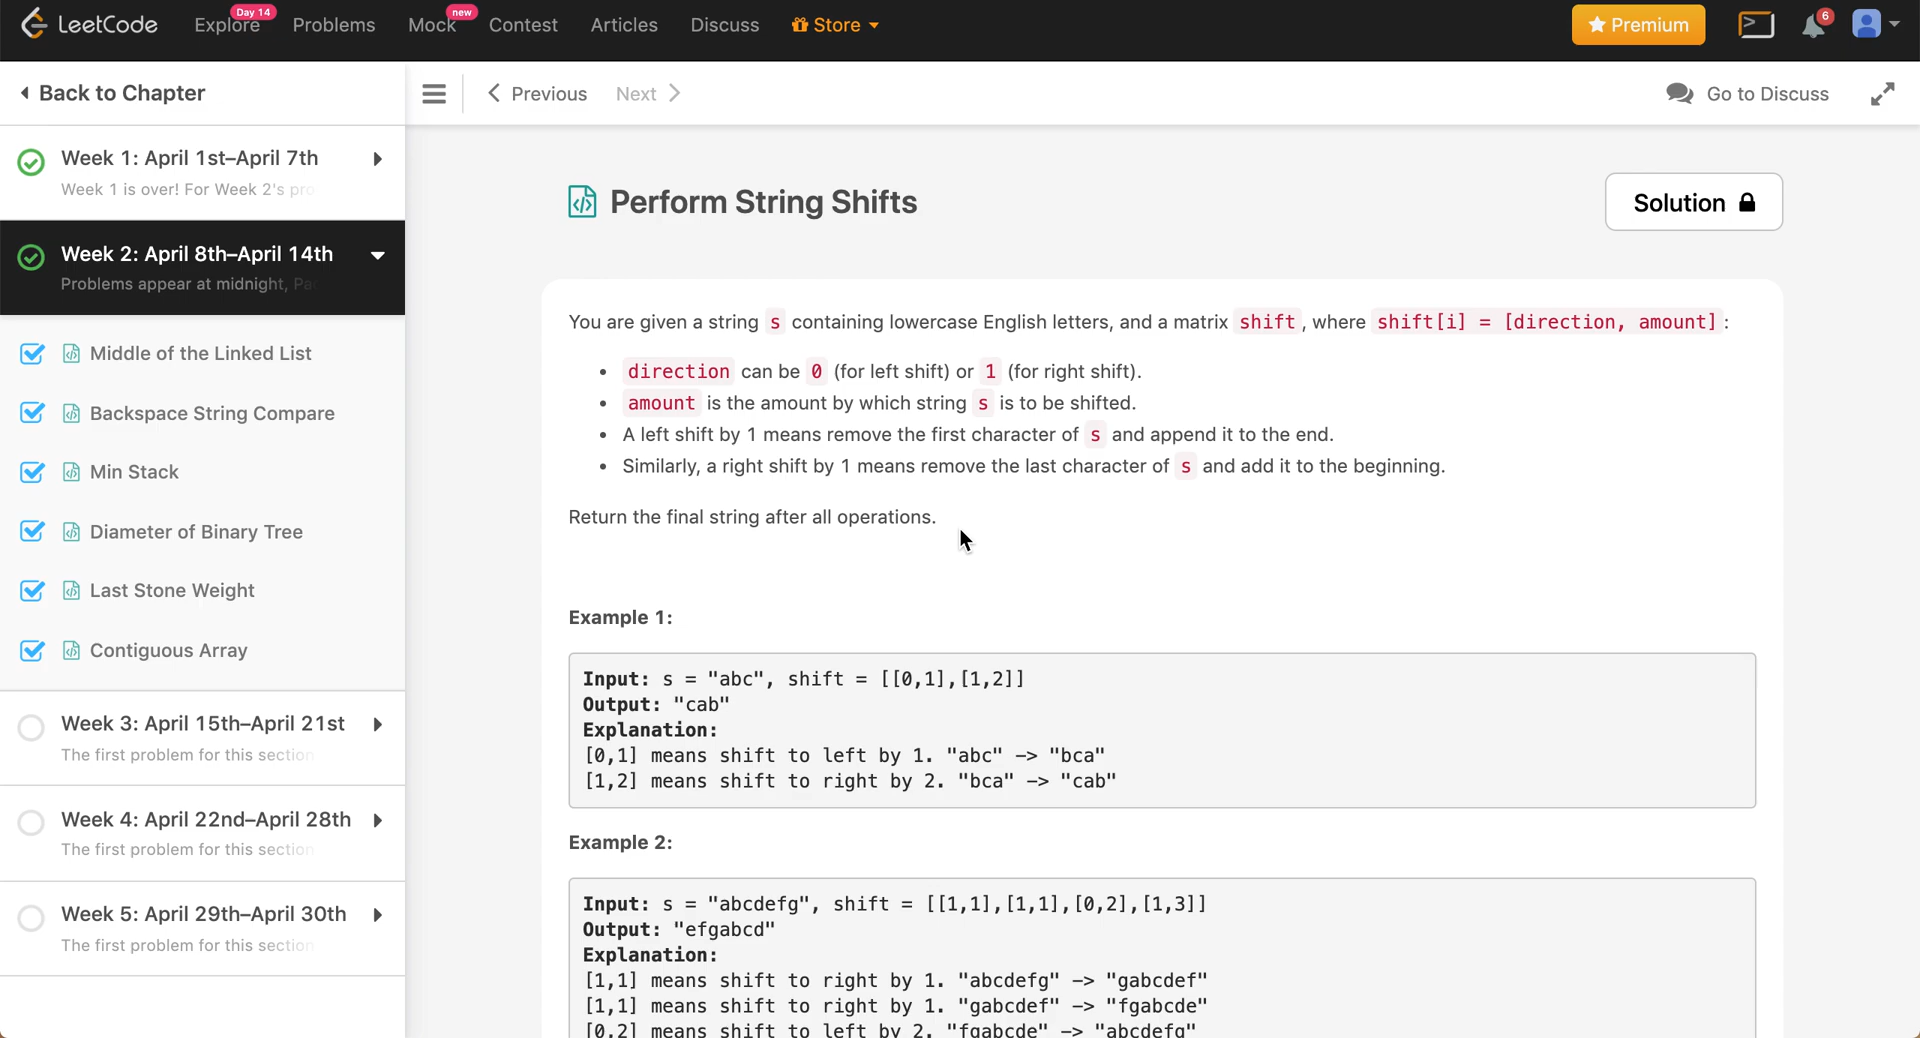 LeetCode
Explore
Day 14
Problems
Mock
new
Contest
Articles
Discuss
Store
Premium
6
Back to Chapter
Previous
Next
Go to Discuss
Week 1: April 1st–April 7th
Week 1 is over! For Week 2's pro
Week 2: April 8th–April 14th
Problems appear at midnight, Pac
Middle of the Linked List
Backspace String Compare
Min Stack
Diameter of Binary Tree
Last Stone Weight
Contiguous Array
Week 3: April 15th–April 21st
The first problem for this section
Week 4: April 22nd–April 28th
The first problem for this section
Week 5: April 29th–April 30th
The first problem for this section
Perform String Shifts
Solution
You are given a string s containing lowercase English letters, and a matrix shift, where shift[i] = [direction, amount]:
• direction can be 0 (for left shift) or 1 (for right shift).
• amount is the amount by which string s is to be shifted.
• A left shift by 1 means remove the first character of s and append it to the end.
• Similarly, a right shift by 1 means remove the last character of s and add it to the beginning.
Return the final string after all operations.
Example 1:
Input: s = "abc", shift = [[0,1],[1,2]]
Output: "cab"
Explanation:
[0,1] means shift to left by 1. "abc" -> "bca"
[1,2] means shift to right by 2. "bca" -> "cab"
Example 2:
Input: s = "abcdefg", shift = [[1,1],[1,1],[0,2],[1,3]]
Output: "efgabcd"
Explanation:
[1,1] means shift to right by 1. "abcdefg" -> "gabcdef"
[1,1] means shift to right by 1. "gabcdef" -> "fgabcde"
[0,2] means shift to left by 2. "fgabcde" -> "abcdefg"